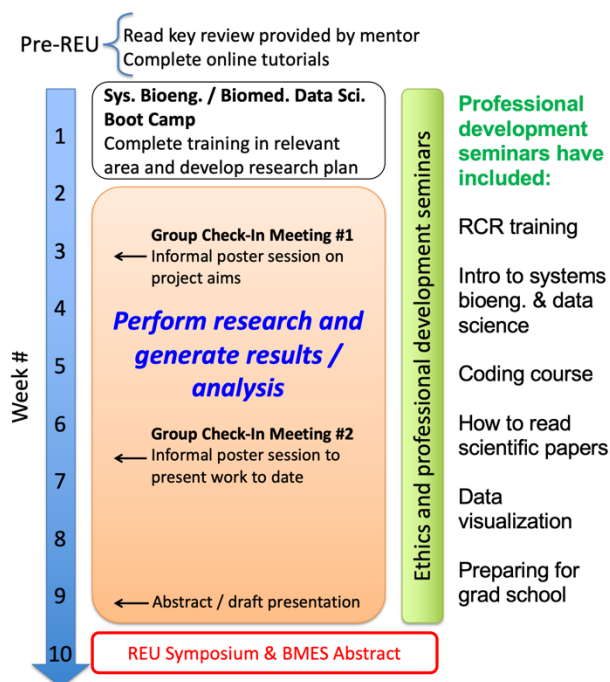 Pre-REU
Read key review provided by mentor
Complete online tutorials
Week #
1
2
3
4
5
6
7
8
9
10
Sys. Bioeng. / Biomed. Data Sci.
Boot Camp
Complete training in relevant
area and develop research plan
Group Check-In Meeting #1
Informal poster session on
project aims
Perform research and
generate results /
analysis
Group Check-In Meeting #2
Informal poster session to
present work to date
Abstract / draft presentation
REU Symposium & BMES Abstract
Ethics and professional development seminars
Professional
development
seminars have
included:
RCR training
Intro to systems
bioeng. & data
science
Coding course
How to read
scientific papers
Data
visualization
Preparing for
grad school